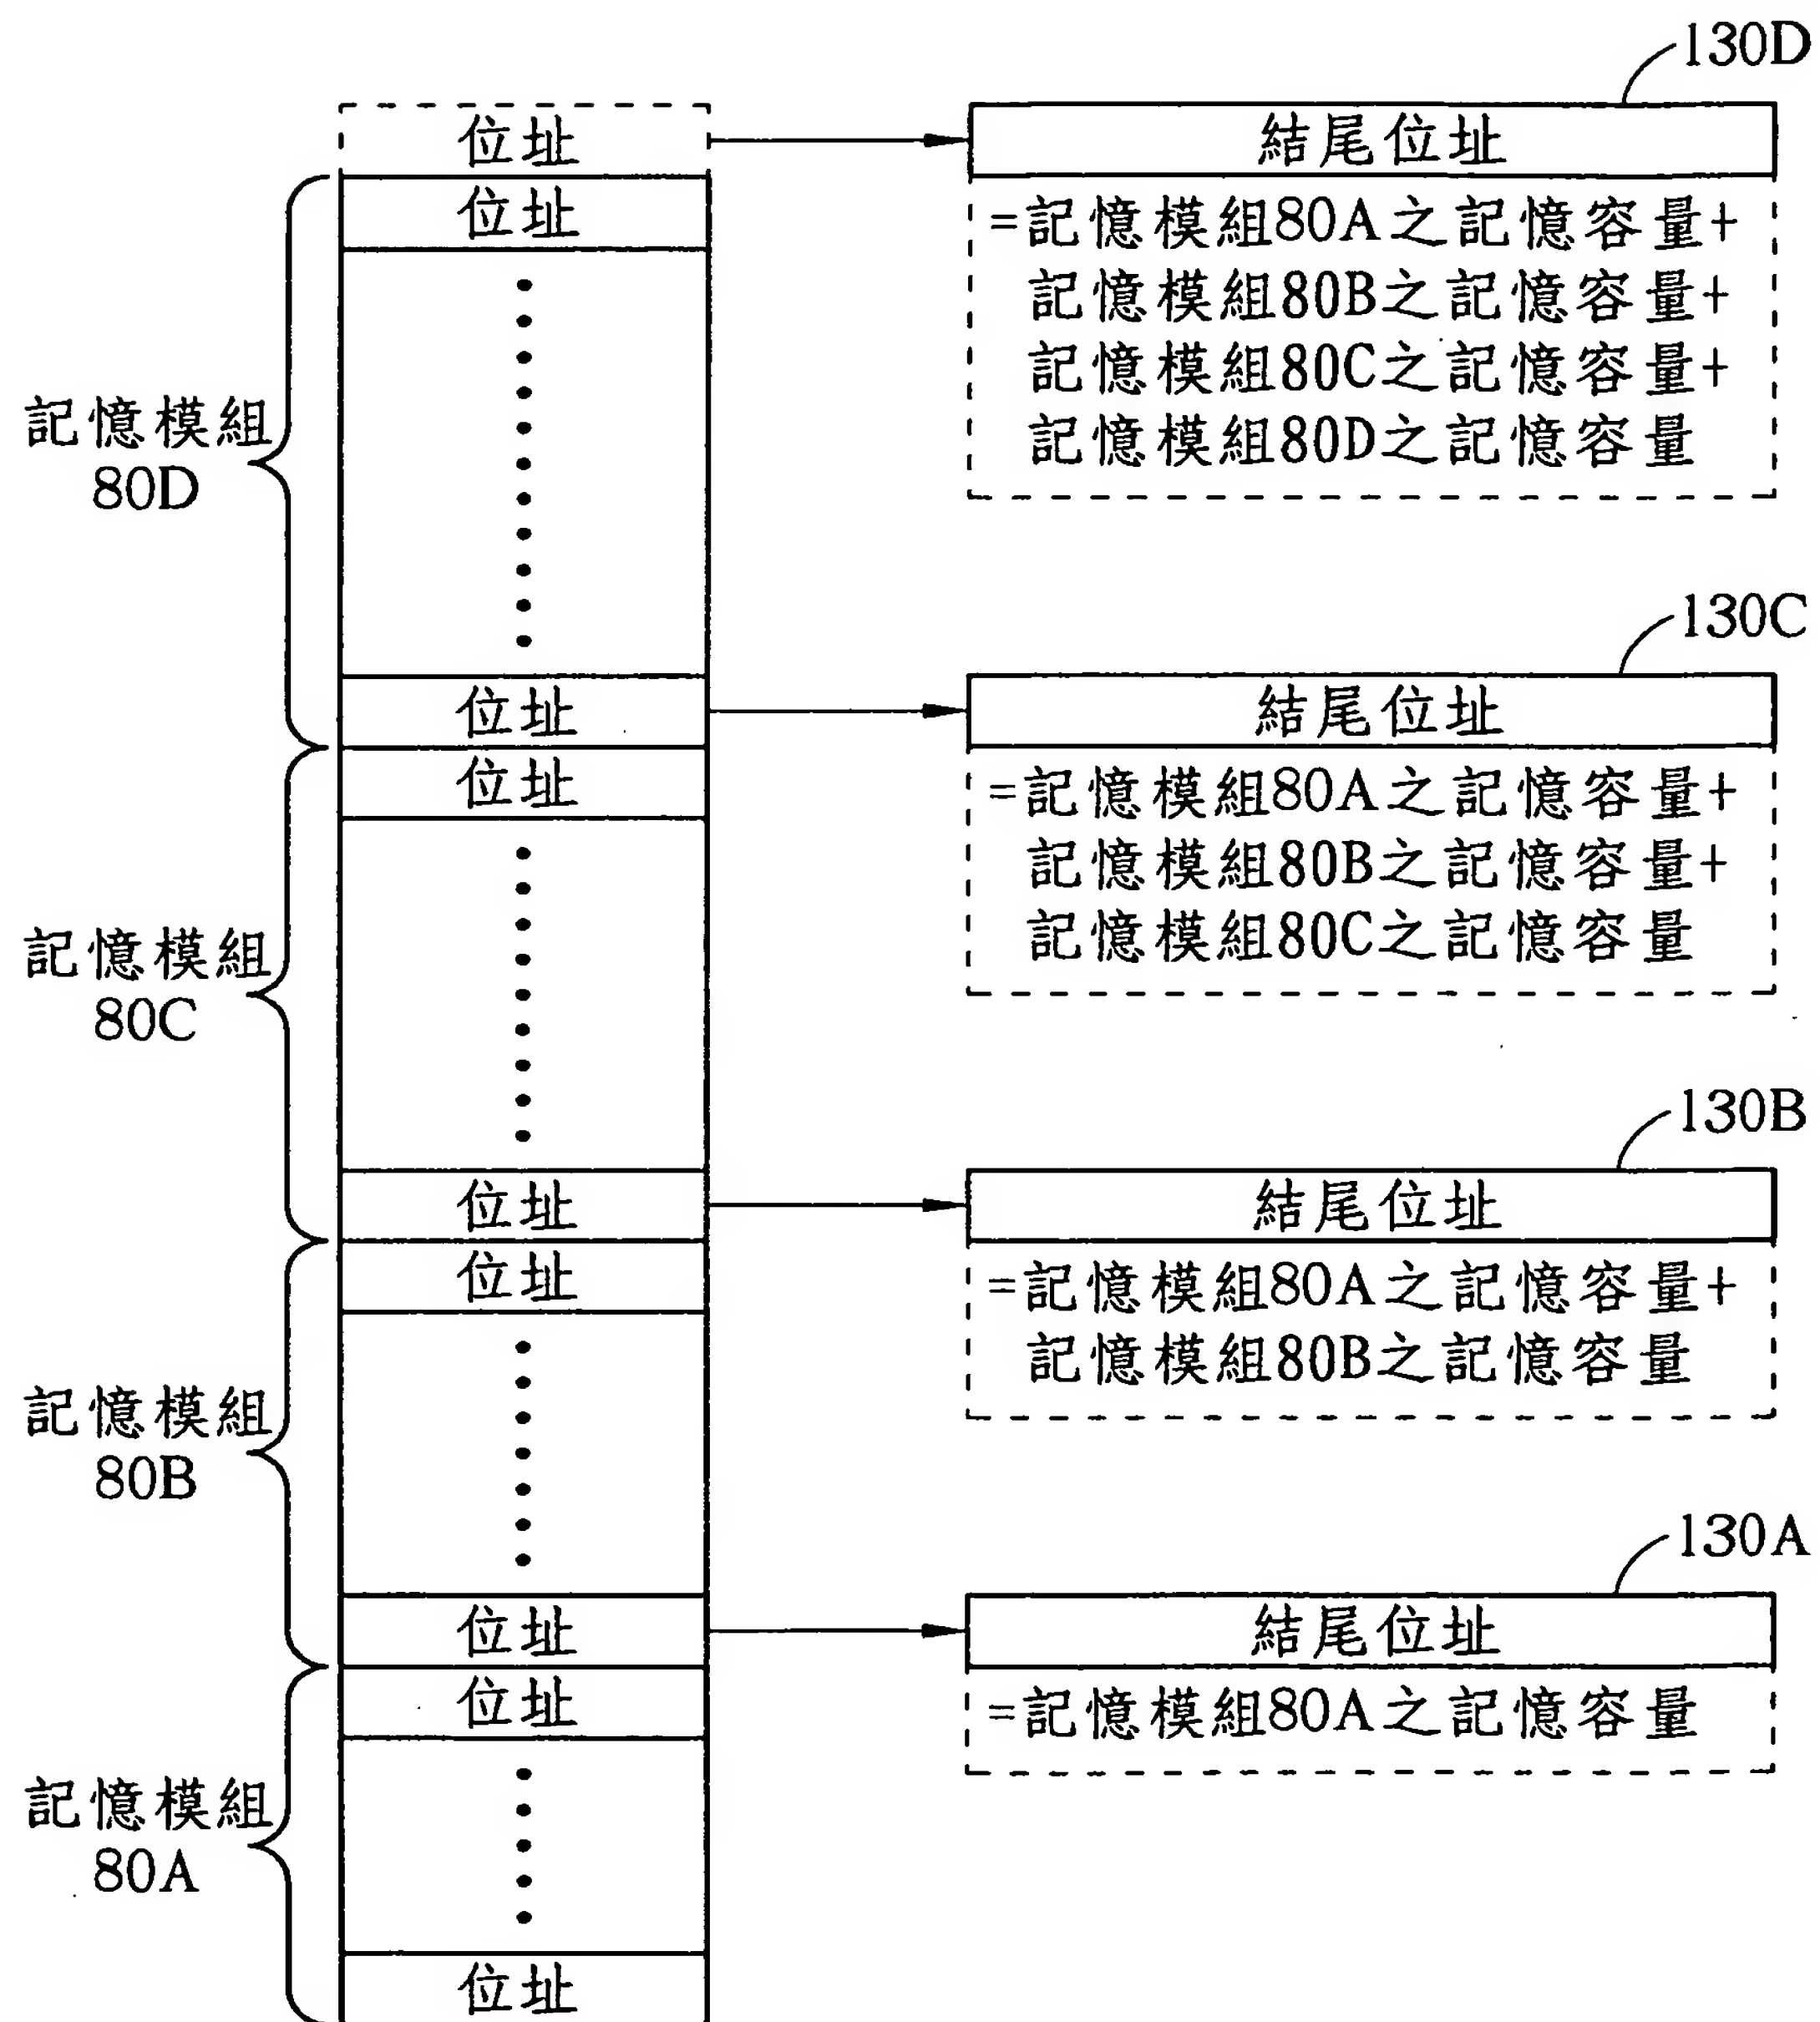 130D
位址
結尾位址
位址
=記憶模組80A之記憶容量+
記憶模組80B之記憶容量+
記憶模組80C之記憶容量+
記憶模組80D之記憶容量
記憶模組
80D
130C
位址
結尾位址
位址
=記憶模組80A之記憶容量+
記憶模組80B之記憶容量+
記憶模組80C之記憶容量
記憶模組
80C
130B
位址
結尾位址
位址
=記憶模組80A之記憶容量+
記憶模組80B之記憶容量
記憶模組
80B
130A
位址
結尾位址
位址
=記憶模組80A之記憶容量
記憶模組
80A
位址